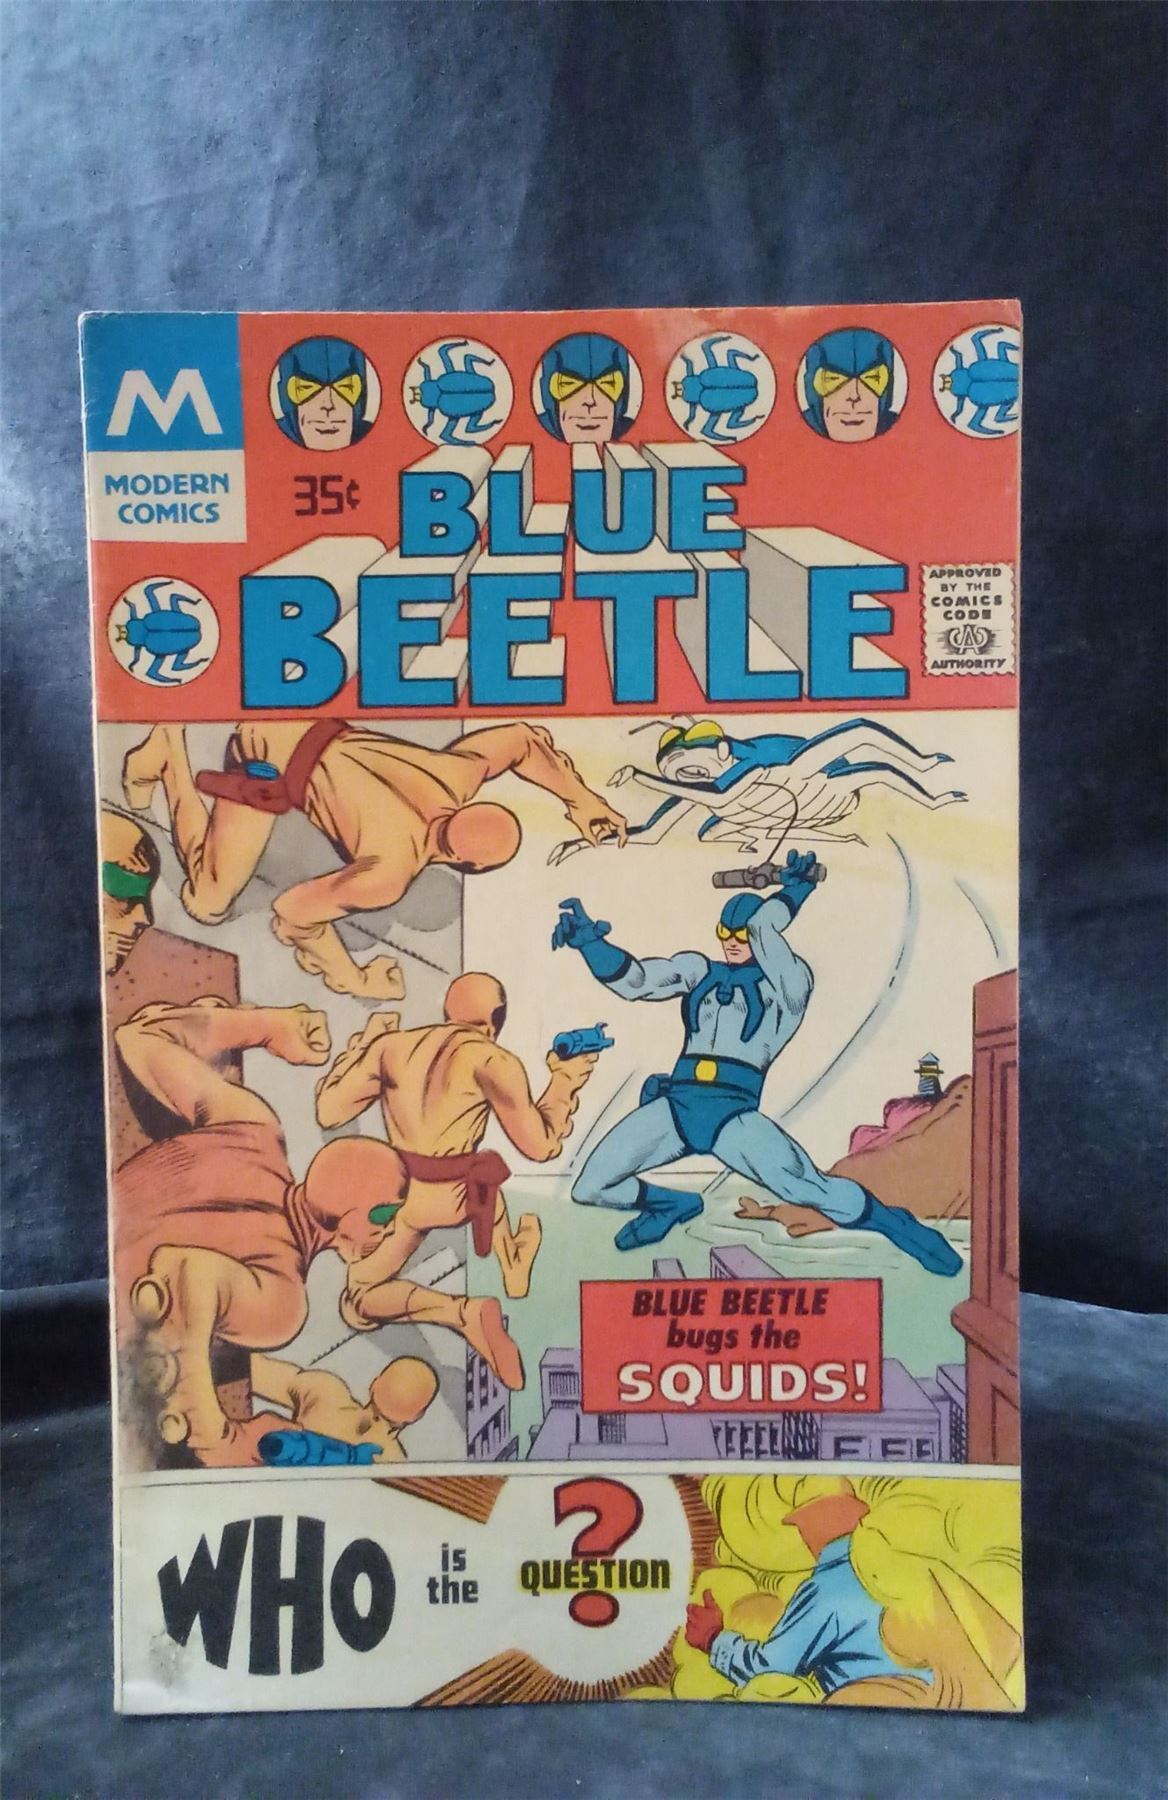 M
MODERN
COMICS
35¢
BLUE
BEETLE
APPROVED
BY THE
COMICS
CODE
CA
AUTHORITY
BLUE BEETLE
bugs the
SQUIDS!
WHO
is
the
?
QUESTION